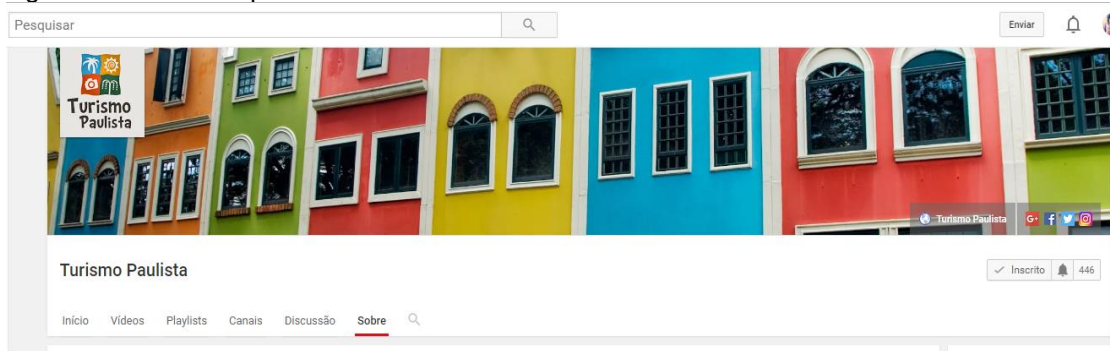 Pesquisar
Enviar
Turismo
Paulista
Turismo Paulista
G+
Turismo Paulista
Inscrito 446
Início Vídeos Playlists Canais Discussão Sobre